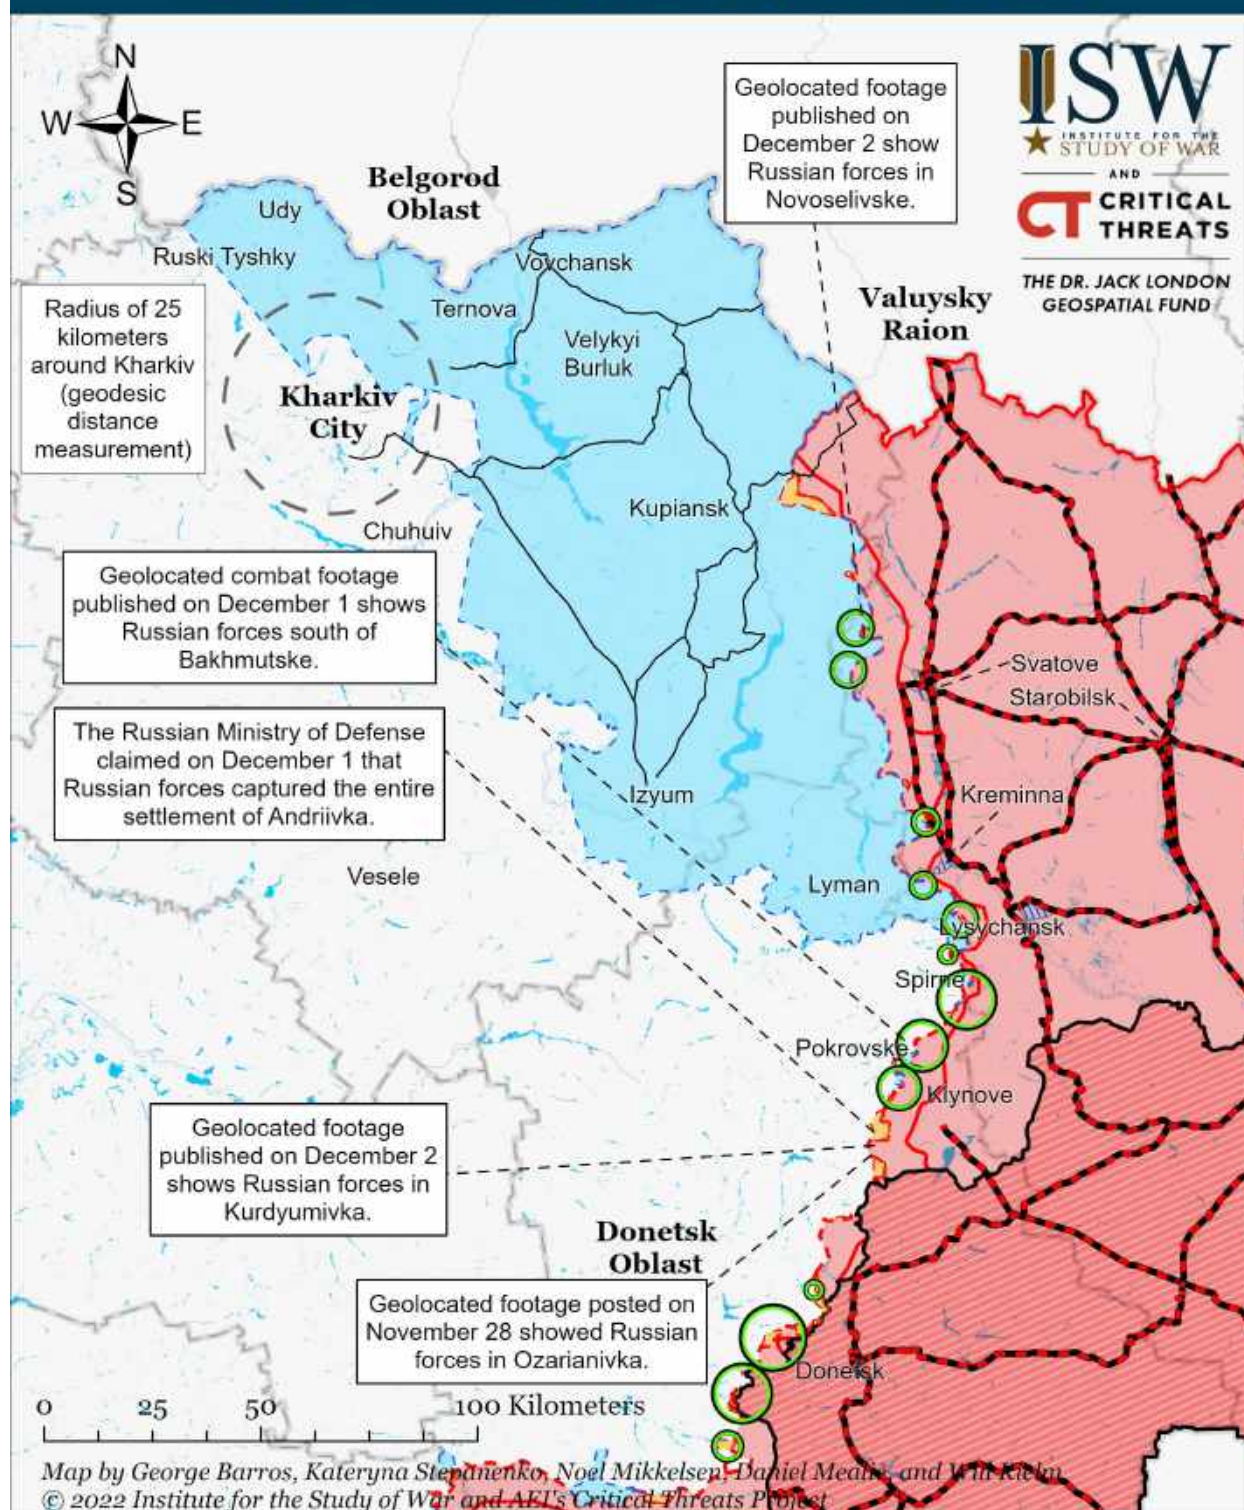 N
W E
S
ISW
INSTITUTE FOR THE
STUDY OF WAR
AND
CT CRITICAL
THREATS
THE DR. JACK LONDON
GEOSPATIAL FUND
Geolocated footage
published on
December 2 show
Russian forces in
Novoselivske.
Belgorod
Oblast
Udy
Ruski Tyshky
Vovchansk
Ternova
Velykyi
Burluk
Valuysky
Raion
Radius of 25
kilometers
around Kharkiv
(geodesic
distance
measurement)
Kharkiv
City
Kupiansk
Chuhuiv
Geolocated combat footage
published on December 1 shows
Russian forces south of
Bakhmutske.
Svatove
Starobilsk
The Russian Ministry of Defense
claimed on December 1 that
Russian forces captured the entire
settlement of Andriivka.
Izyum
Kreminna
Vesele
Lyman
Lysychansk
Spirne
Pokrovske
Klynove
Geolocated footage
published on December 2
shows Russian forces in
Kurdyumivka.
Donetsk
Oblast
Geolocated footage posted on
November 28 showed Russian
forces in Ozarianivka.
Donetsk
0 25 50 100 Kilometers
Map by George Barros, Kateryna Stepanenko, Noel Mikkelsen, Daniel Mealie, and Will Kielm
© 2022 Institute for the Study of War and AEI's Critical Threats Project